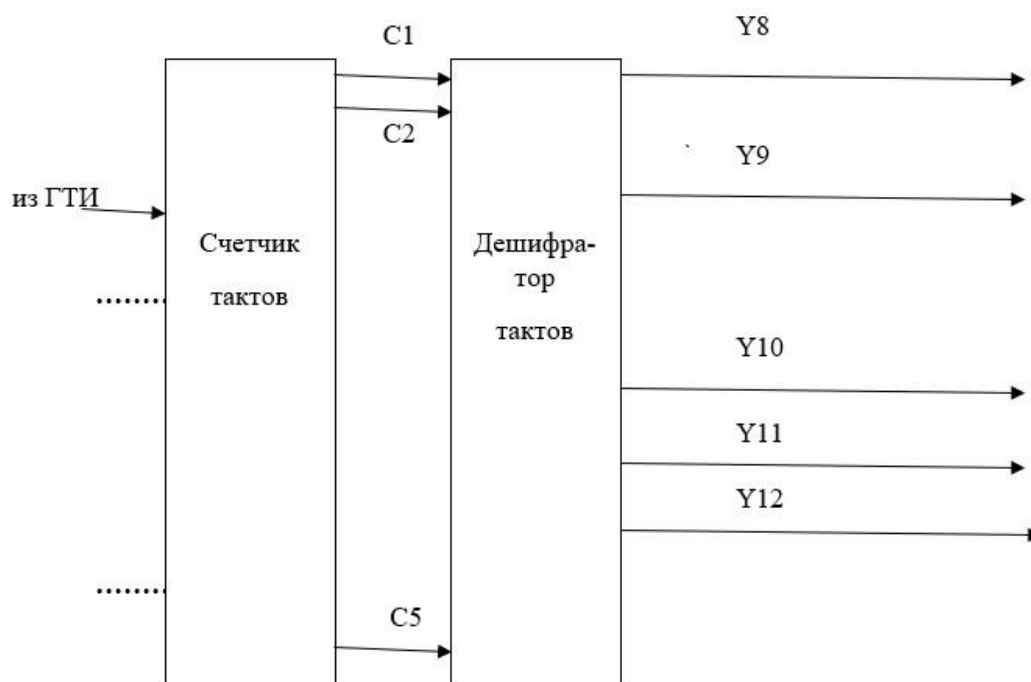 C1
Y8
C2
Y9
из ГТИ
Счетчик
тактов
Дешифра-
тор
тактов
Y10
Y11
Y12
C5